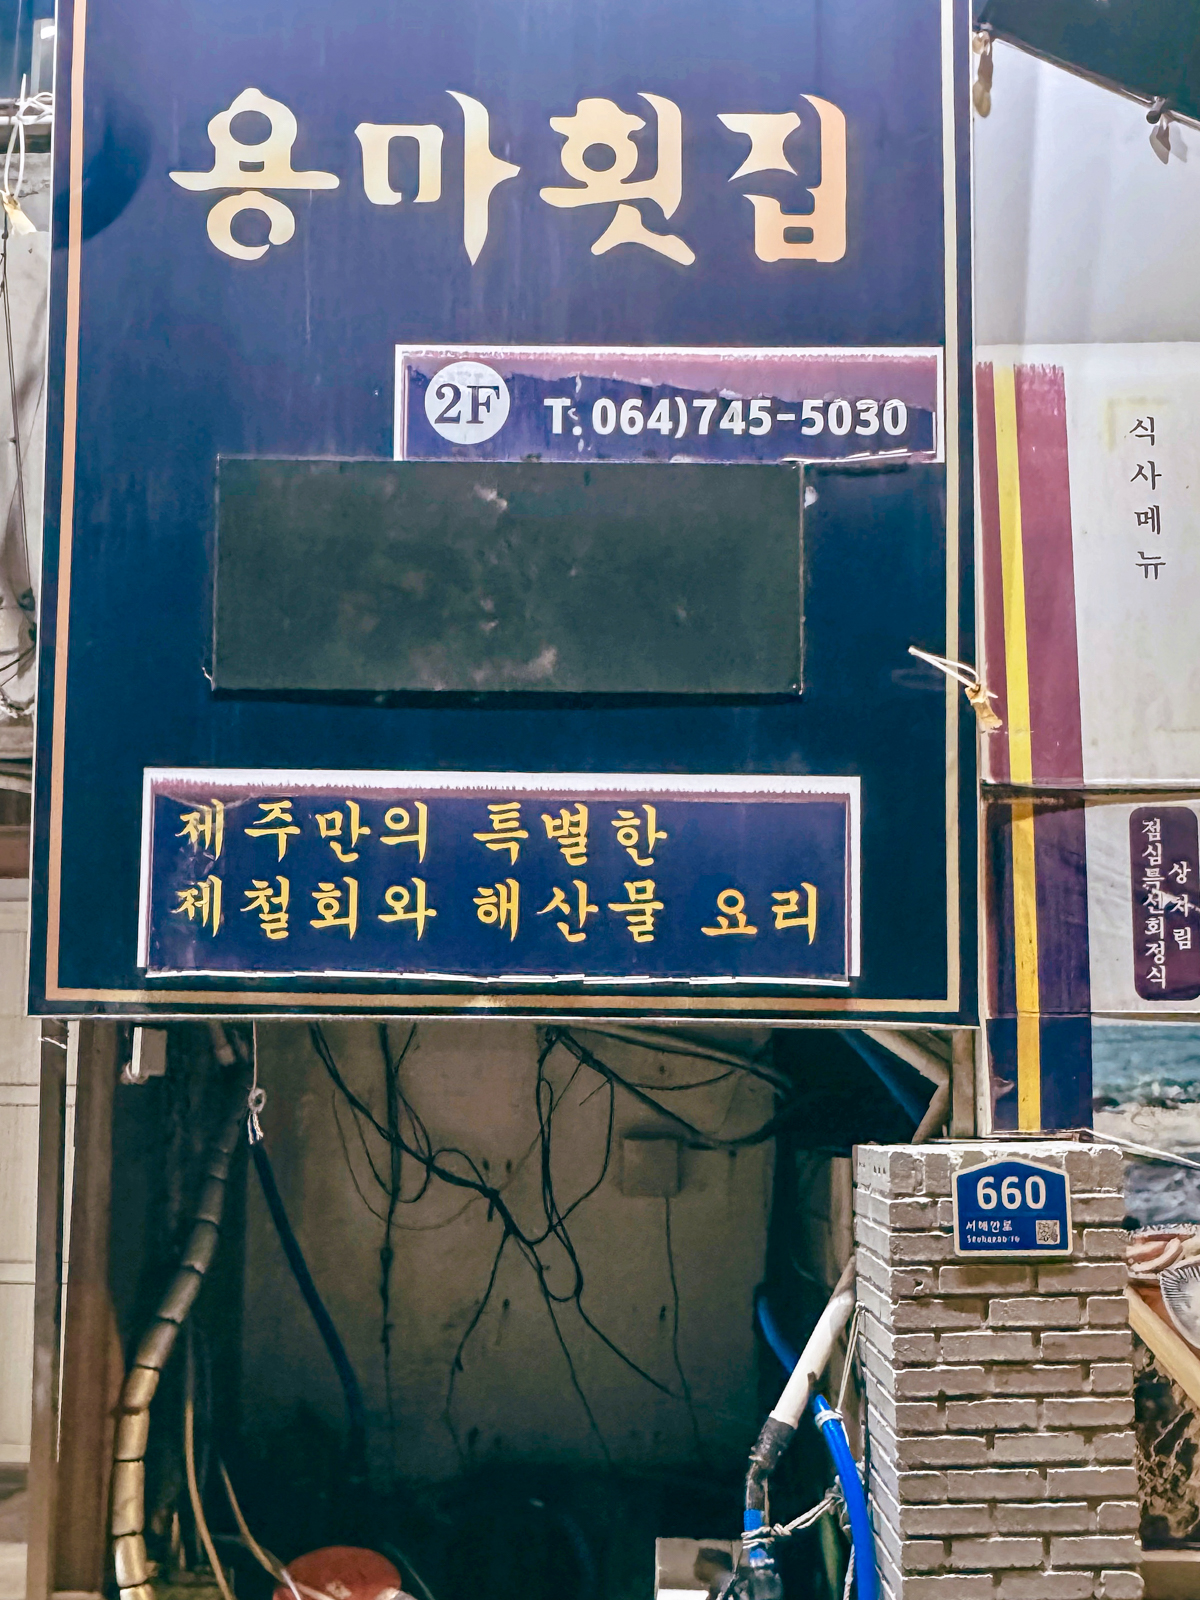 용마횟집
2F T. 064)745-5030
제주만의 특별한
제철회와 해산물 요리
식사메뉴
점심특선회정식
상차림
660
서해안로
Seohaean-ro